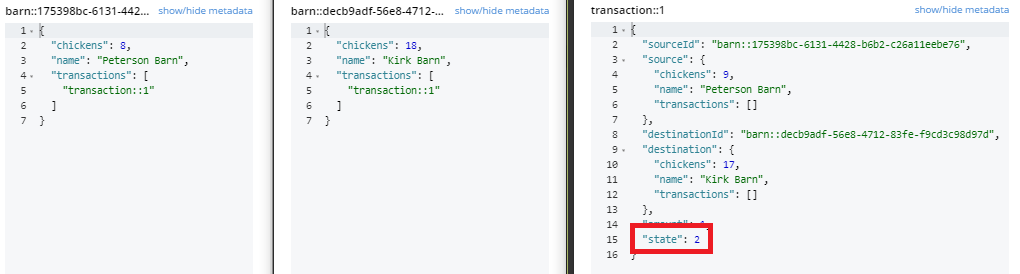 barn::175398bc-6131-442... show/hide metadata
1 {
2 "chickens": 8,
3 "name": "Peterson Barn",
4 "transactions": [
5 "transaction::1"
6 ]
7 }
barn::decb9adf-56e8-4712-... show/hide metadata
1 {
2 "chickens": 18,
3 "name": "Kirk Barn",
4 "transactions": [
5 "transaction::1"
6 ]
7 }
transaction::1 show/hide metadata
1 {
2 "sourceId": "barn::175398bc-6131-4428-b6b2-c26a11eebe76",
3 "source": {
4 "chickens": 9,
5 "name": "Peterson Barn",
6 "transactions": []
7 },
8 "destinationId": "barn::decb9adf-56e8-4712-83fe-f9cd3c98d97d",
9 "destination": {
10 "chickens": 17,
11 "name": "Kirk Barn",
12 "transactions": []
13 },
14
15 "state": 2
16 }